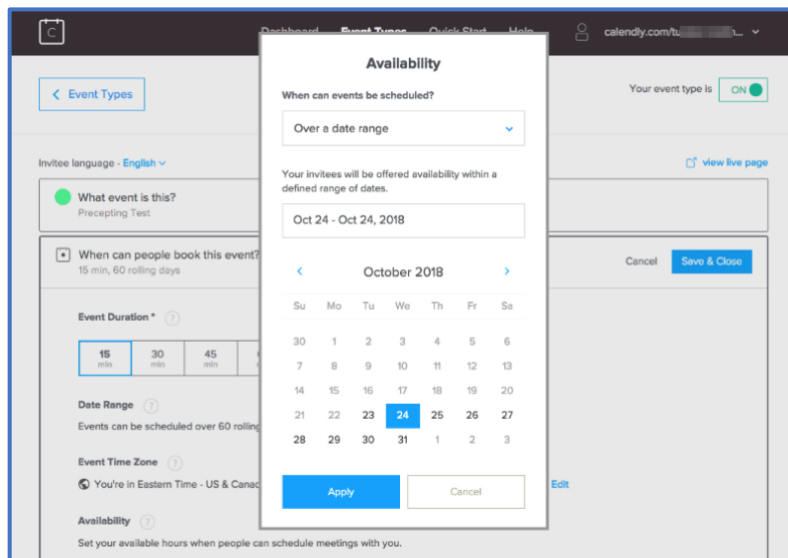 C
Dashboard Event Types Quick Start Help
calendly.com/tu
Event Types
Your event type is ON
Invitee language - English
view live page
What event is this?
Precepting Test
When can people book this event?
15 min, 60 rolling days
Cancel
Save & Close
Event Duration *
?
15 min
30 min
45 min
Date Range
?
Events can be scheduled over 60 rolling
Event Time Zone
?
You're in Eastern Time - US &
Edit
Availability
?
Set your available hours when people can schedule meetings with you.
Availability
When can events be scheduled?
Over a date range
Your invitees will be offered availability within a
defined range of dates.
Oct 24 - Oct 24, 2018
October 2018
Su Mo Tu We Th Fr Sa
30 1 2 3 4 5 6
7 8 9 10 11 12 13
14 15 16 17 18 19 20
21 22 23 24 25 26 27
28 29 30 31 1 2 3
Apply
Cancel